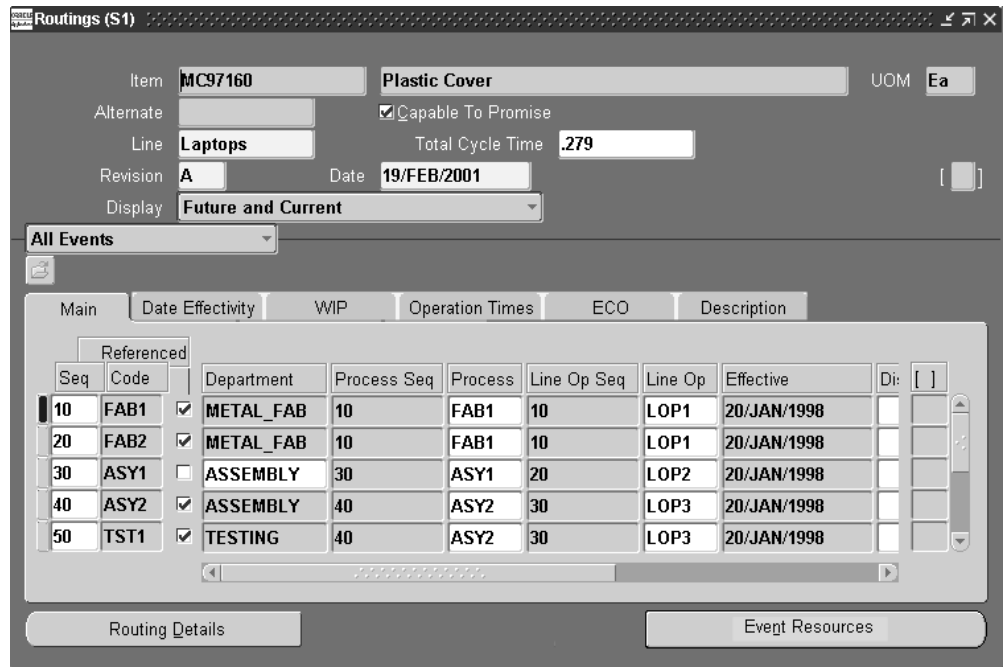 Routings (S1)
Item MC97160 Plastic Cover UOM Ea
Alternate Capable To Promise
Line Laptops Total Cycle Time .279
Revision A Date 19/FEB/2001 [ ]
Display Future and Current
All Events
Main Date Effectivity WIP Operation Times ECO Description
Referenced
Seq Code Department Process Seq Process Line Op Seq Line Op Effective Di [ ]
10 FAB1 METAL_FAB 10 FAB1 10 LOP1 20/JAN/1998
20 FAB2 METAL_FAB 10 FAB1 10 LOP1 20/JAN/1998
30 ASY1 ASSEMBLY 30 ASY1 20 LOP2 20/JAN/1998
40 ASY2 ASSEMBLY 40 ASY2 30 LOP3 20/JAN/1998
50 TST1 TESTING 40 ASY2 30 LOP3 20/JAN/1998
Routing Details Event Resources